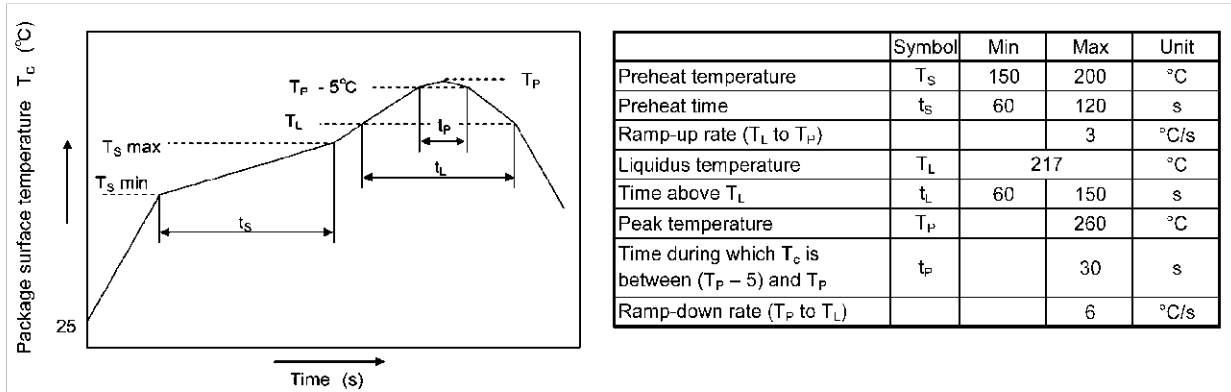 Package surface temperature T_c (°C)
T_P
T_P - 5°C
T_L
t_P
T_S max
t_L
T_S min
t_S
25
Time (s)
Symbol Min Max Unit
Preheat temperature T_S 150 200 °C
Preheat time t_S 60 120 s
Ramp-up rate (T_L to T_P) 3 °C/s
Liquidus temperature T_L 217 °C
Time above T_L t_L 60 150 s
Peak temperature T_P 260 °C
Time during which T_c is
between (T_P – 5) and T_P t_P 30 s
Ramp-down rate (T_P to T_L) 6 °C/s